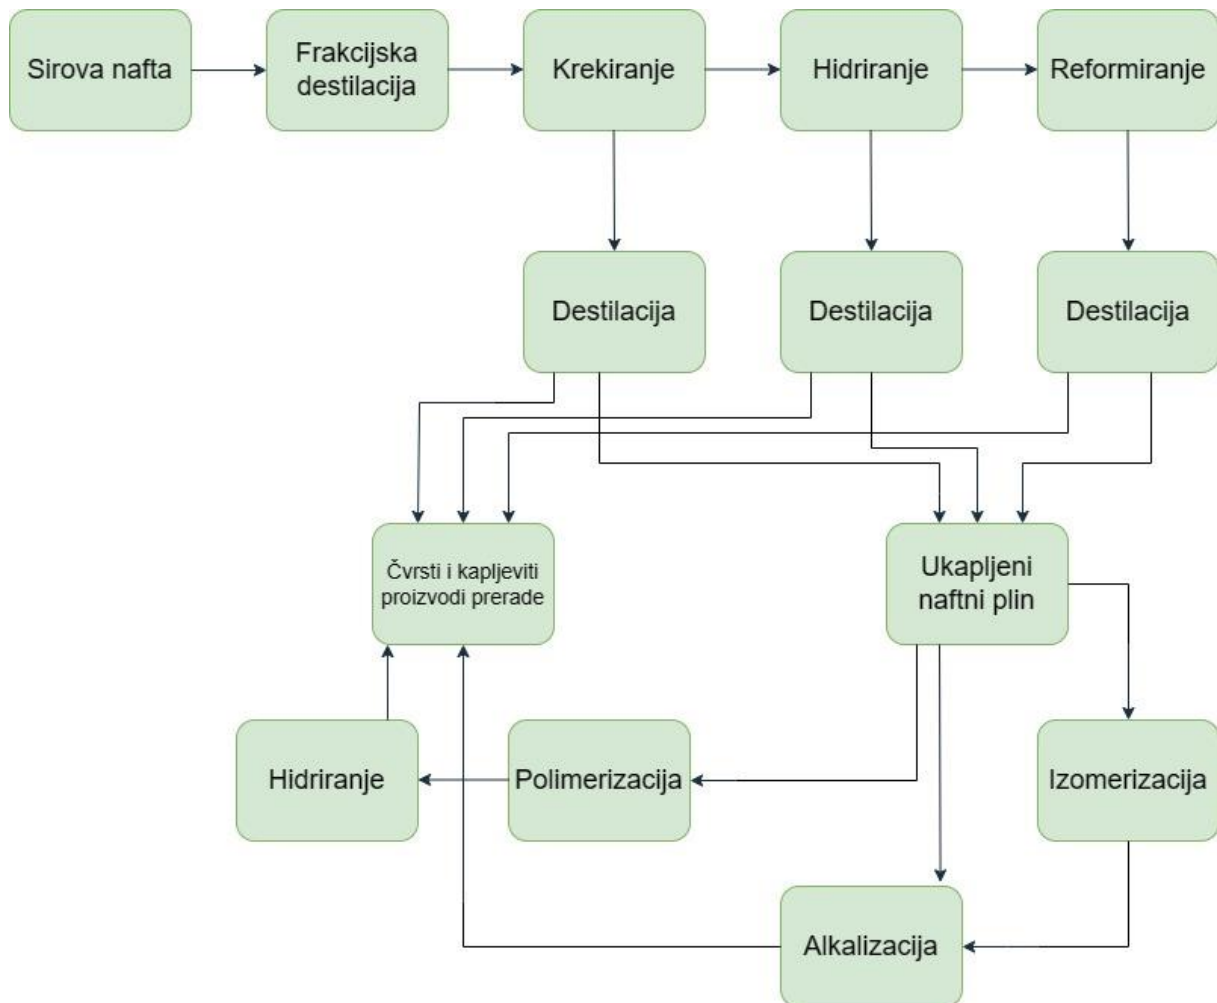 Sirova nafta
Frakcijska
destilacija
Krekiranje
Hidriranje
Reformiranje
Destilacija
Destilacija
Destilacija
Čvrsti i kapljeviti
proizvodi prerade
Ukapljeni
naftni plin
Hidriranje
Polimerizacija
Izomerizacija
Alkalizacija